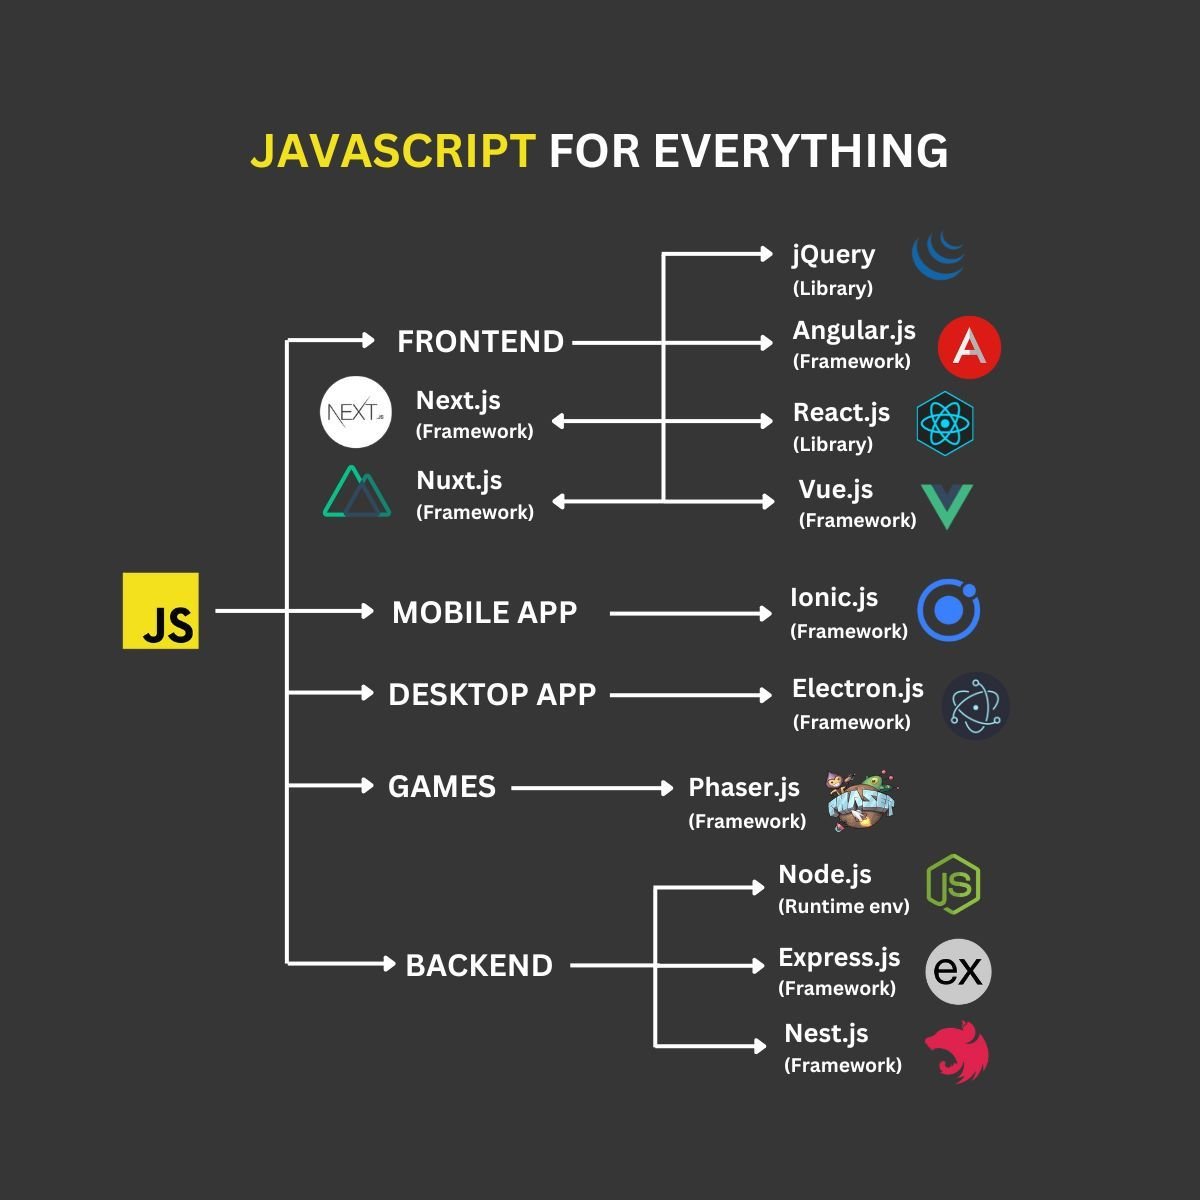 JAVASCRIPT FOR EVERYTHING
jQuery
(Library)
FRONTEND
Angular.js
(Framework)
NEXT.JS
Next.js
(Framework)
React.js
(Library)
Nuxt.js
(Framework)
Vue.js
(Framework)
JS
MOBILE APP
Ionic.js
(Framework)
DESKTOP APP
Electron.js
(Framework)
GAMES
Phaser.js
(Framework)
PHASER
BACKEND
Node.js
(Runtime env)
JS
Express.js
(Framework)
ex
Nest.js
(Framework)